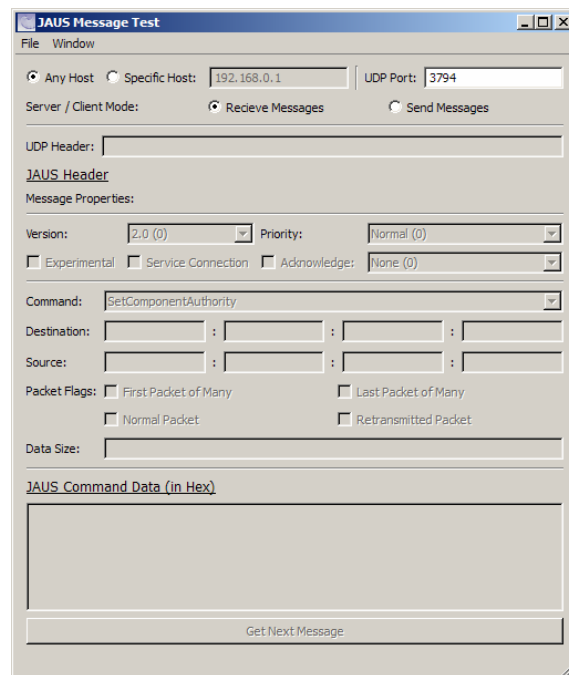 JAUS Message Test
File Window
Any Host Specific Host: 192.168.0.1 UDP Port: 3794
Server / Client Mode: Recieve Messages Send Messages
UDP Header:
JAUS Header
Message Properties:
Version: 2.0 (0) Priority: Normal (0)
Experimental Service Connection Acknowledge: None (0)
Command: SetComponentAuthority
Destination: : : :
Source: : : :
Packet Flags: First Packet of Many Last Packet of Many
Normal Packet Retransmitted Packet
Data Size:
JAUS Command Data (in Hex)
Get Next Message